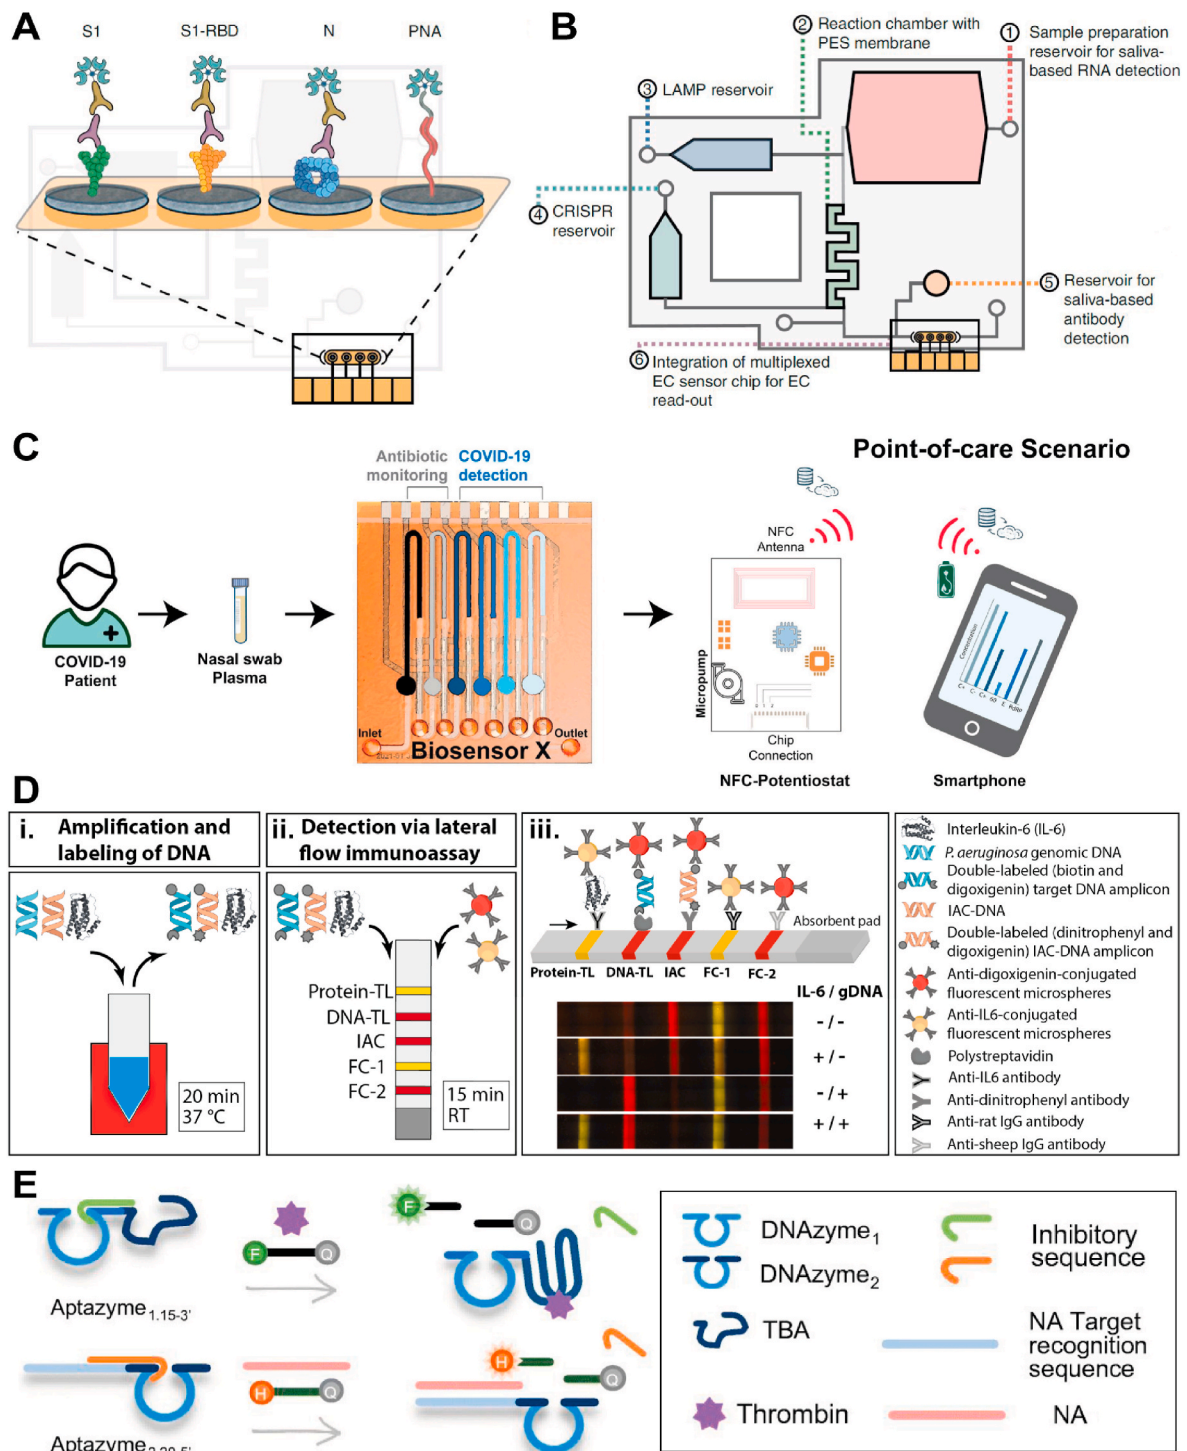 A
S1
S1-RBD
N
PNA
B
② Reaction chamber with
PES membrane
① Sample preparation
reservoir for saliva-
based RNA detection
③ LAMP reservoir
④ CRISPR
reservoir
⑤ Reservoir for
saliva-based
antibody
detection
⑥ Integration of multiplexed
EC sensor chip for EC
read-out
C
Point-of-care Scenario
Antibiotic
monitoring
COVID-19
detection
COVID-19
Patient
Nasal swab
Plasma
Inlet
Outlet
Biosensor X
NFC
Antenna
Micropump
Chip
Connection
NFC-Potentiostat
Concentration
Smartphone
D
i. Amplification and
labeling of DNA
20 min
37 °C
ii. Detection via lateral
flow immunoassay
Protein-TL
DNA-TL
IAC
FC-1
FC-2
15 min
RT
iii.
Absorbent pad
Protein-TL
DNA-TL
IAC
FC-1
FC-2
IL-6 / gDNA
- / -
+ / -
- / +
+ / +
Interleukin-6 (IL-6)
P. aeruginosa genomic DNA
Double-labeled (biotin and
digoxigenin) target DNA amplicon
IAC-DNA
Double-labeled (dinitrophenyl and
digoxigenin) IAC-DNA amplicon
Anti-digoxigenin-conjugated
fluorescent microspheres
Anti-IL6-conjugated
fluorescent microspheres
Polystreptavidin
Anti-IL6 antibody
Anti-dinitrophenyl antibody
Anti-rat IgG antibody
Anti-sheep IgG antibody
E
F
Q
F
Q
Aptazyme1.15-3'
H
Q
H
Q
DNAzyme1
DNAzyme2
TBA
Thrombin
Inhibitory
sequence
NA Target
recognition
sequence
NA